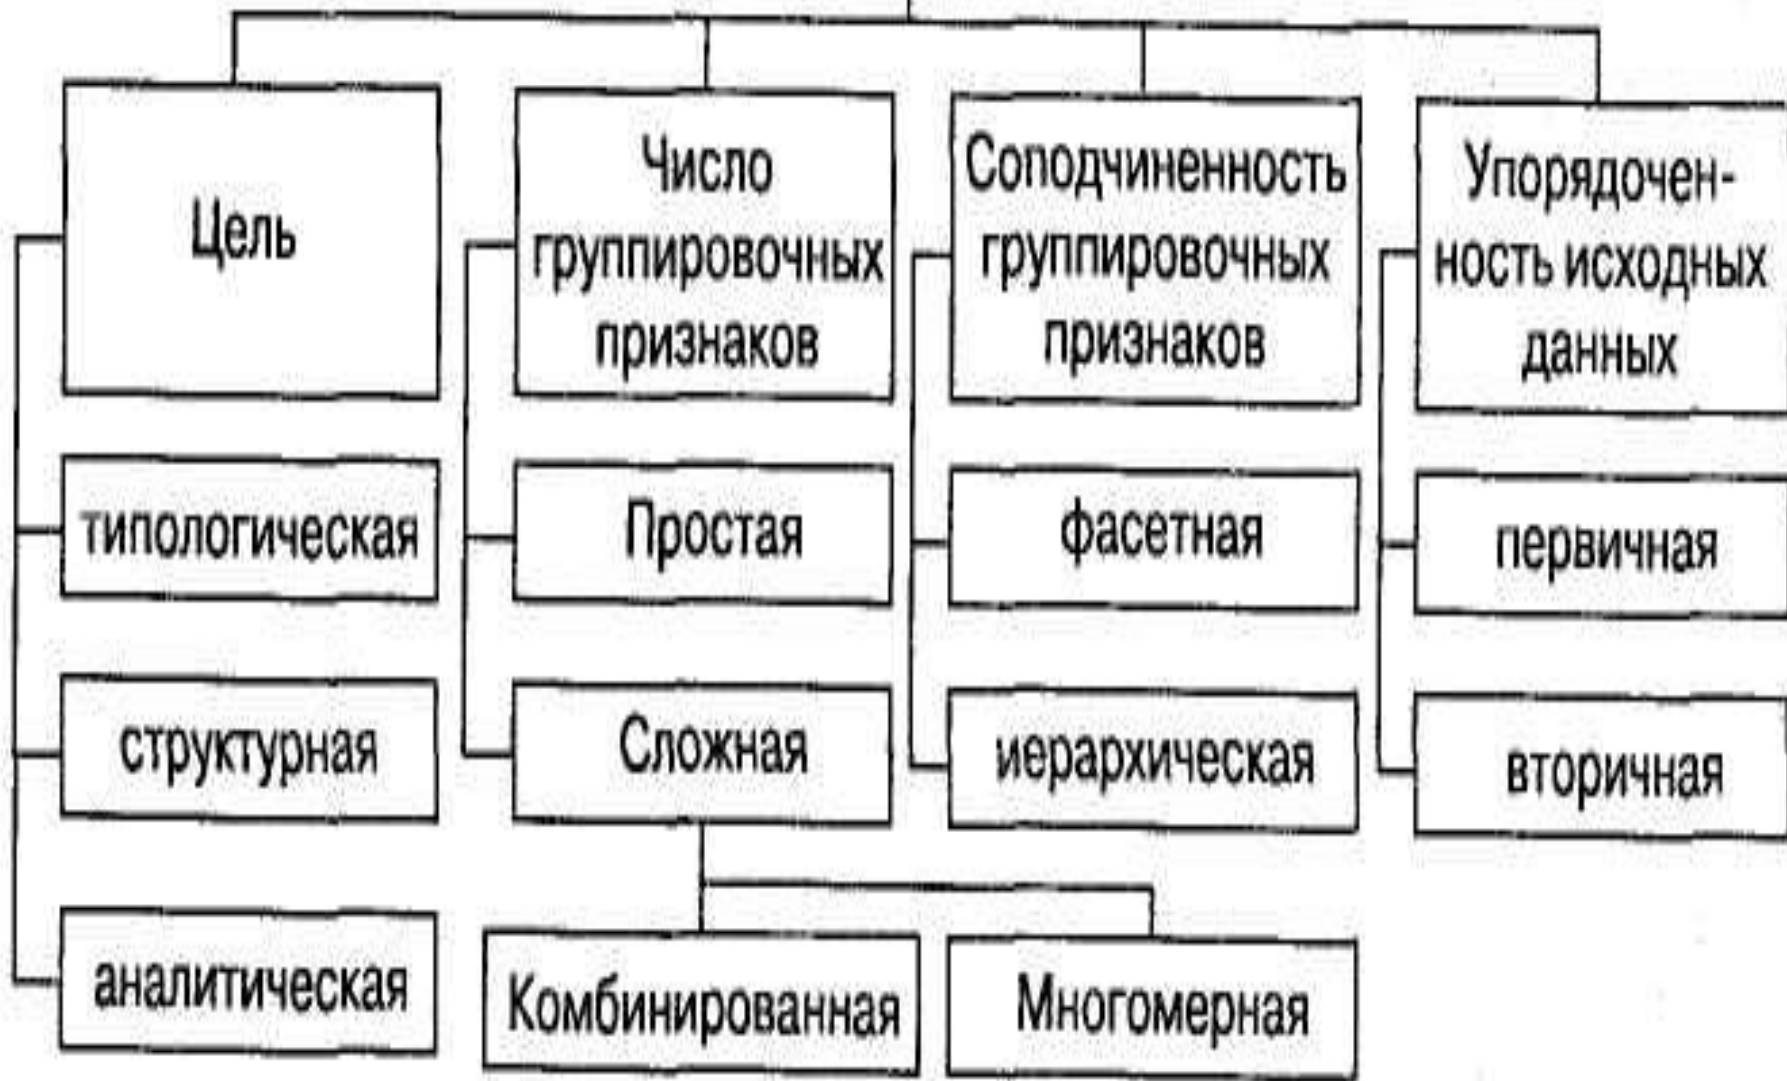 Цель
Число
группировочных
признаков
Соподчиненность
группировочных
признаков
Упорядочен-
ность исходных
данных
типологическая
Простая
фасетная
первичная
структурная
Сложная
иерархическая
вторичная
аналитическая
Комбинированная
Многомерная